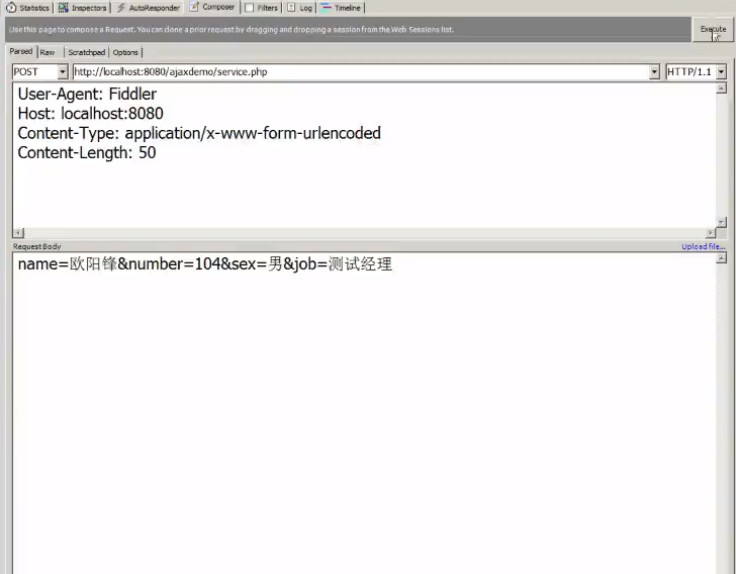 Statistics Inspectors AutoResponder Composer Filters Log Timeline
Use this page to compose a Request. You can clone a prior request by dragging and dropping a session from the Web Sessions list.
Execute
Parsed Raw Scratchpad Options
POST http://localhost:8080/ajaxdemo/service.php HTTP/1.1
User-Agent: Fiddler
Host: localhost:8080
Content-Type: application/x-www-form-urlencoded
Content-Length: 50
Request Body Upload file...
name=欧阳锋&number=104&sex=男&job=测试经理